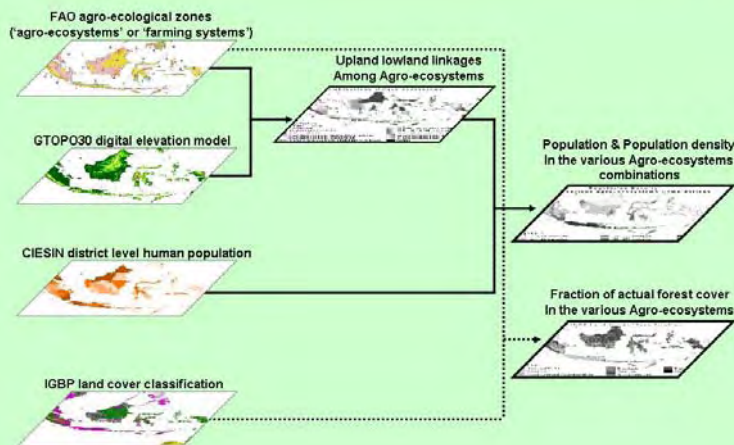 FAO agro-ecological zones
('agro-ecosystems' or 'farming systems')
Upland lowland linkages
Among Agro-ecosystems
GTOPO30 digital elevation model
Population & Population density
In the various Agro-ecosystems
combinations
CIESIN district level human population
Fraction of actual forest cover
In the various Agro-ecosystems
IGBP land cover classification